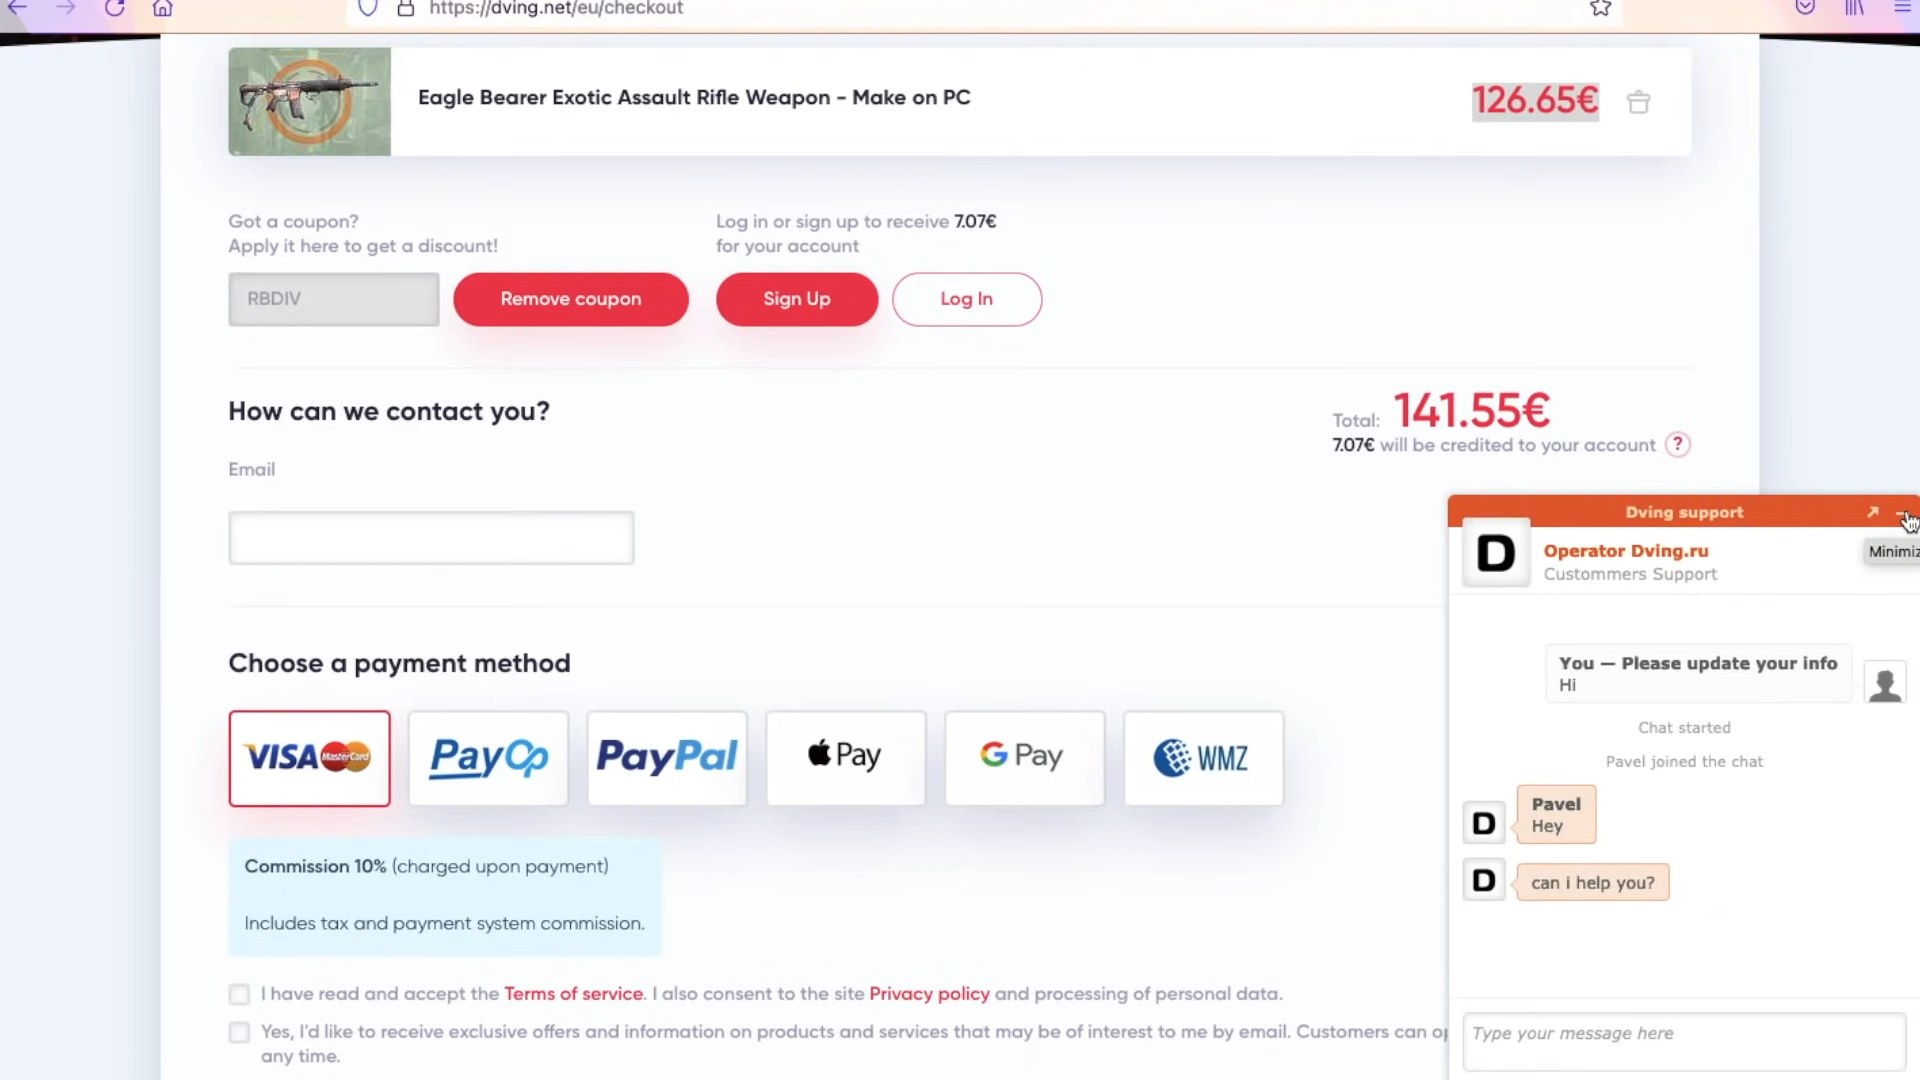 https://dving.net/eu/checkout
Eagle Bearer Exotic Assault Rifle Weapon - Make on PC
126.65€
Got a coupon?
Apply it here to get a discount!
RBDIV
Remove coupon
Log in or sign up to receive 7.07€
for your account
Sign Up
Log In
How can we contact you?
Email
Total: 141.55€
7.07€ will be credited to your account ?
Choose a payment method
VISA MasterCard
PayOp
PayPal
Pay
G Pay
WMZ
Commission 10% (charged upon payment)
Includes tax and payment system commission.
I have read and accept the Terms of service. I also consent to the site Privacy policy and processing of personal data.
Yes, I'd like to receive exclusive offers and information on products and services that may be of interest to me by email. Customers can
any time.
Dving support
Minimiz
D
Operator Dving.ru
Custommers Support
You — Please update your info
Hi
Chat started
Pavel joined the chat
D
Pavel
Hey
D
can i help you?
Type your message here